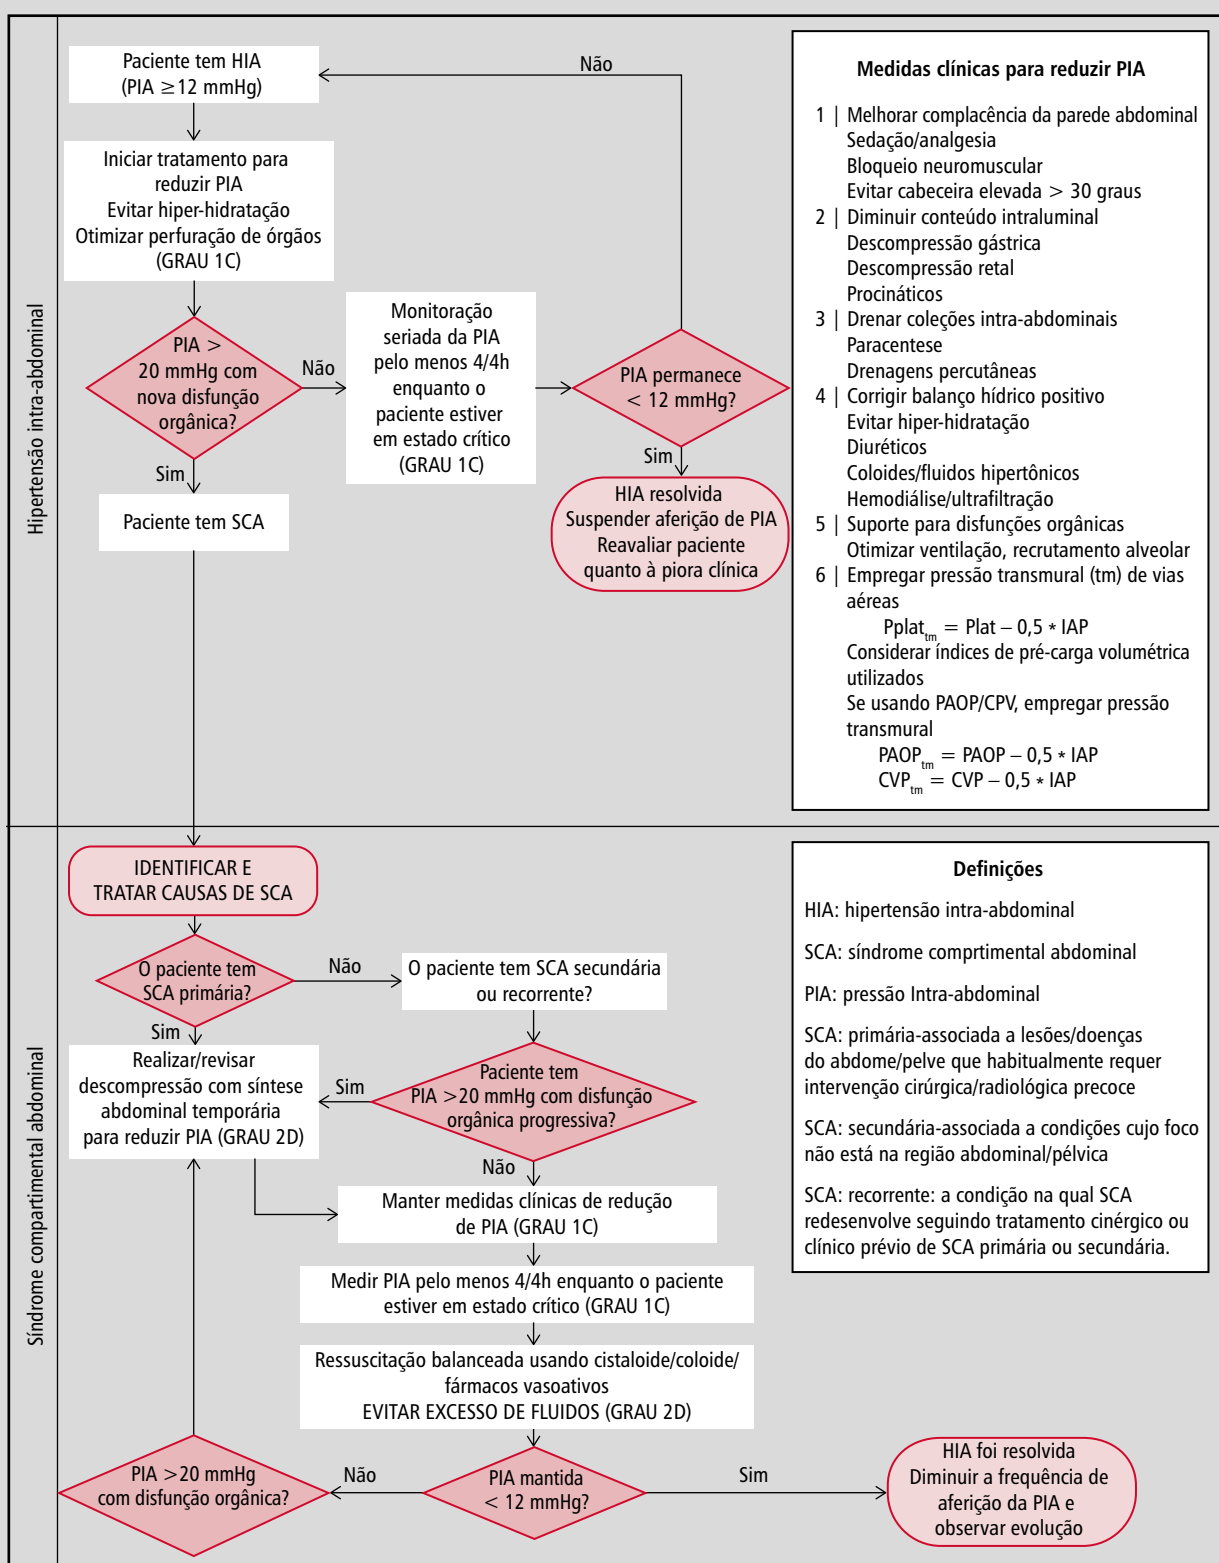 Hipertensão intra-abdominal
Paciente tem HIA
(PIA ≥12 mmHg)
Não
Iniciar tratamento para
reduzir PIA
Evitar hiper-hidratação
Otimizar perfuração de órgãos
(GRAU 1C)
PIA >
20 mmHg com
nova disfunção
orgânica?
Não
Monitoração
seriada da PIA
pelo menos 4/4h
enquanto o
paciente estiver
em estado crítico
(GRAU 1C)
PIA permanece
< 12 mmHg?
Sim
Sim
HIA resolvida
Suspender aferição de PIA
Reavaliar paciente
quanto à piora clínica
Paciente tem SCA
Medidas clínicas para reduzir PIA
1 | Melhorar complacência da parede abdominal
Sedação/analgesia
Bloqueio neuromuscular
Evitar cabeceira elevada > 30 graus
2 | Diminuir conteúdo intraluminal
Descompressão gástrica
Descompressão retal
Procináticos
3 | Drenar coleções intra-abdominais
Paracentese
Drenagens percutâneas
4 | Corrigir balanço hídrico positivo
Evitar hiper-hidratação
Diuréticos
Coloides/fluidos hipertônicos
Hemodiálise/ultrafiltração
5 | Suporte para disfunções orgânicas
Otimizar ventilação, recrutamento alveolar
6 | Empregar pressão transmural (tm) de vias
aéreas
Pplat tm = Plat – 0,5 * IAP
Considerar índices de pré-carga volumétrica
utilizados
Se usando PAOP/CPV, empregar pressão
transmural
PAOP tm = PAOP – 0,5 * IAP
CVP tm = CVP – 0,5 * IAP
Síndrome compartimental abdominal
IDENTIFICAR E
TRATAR CAUSAS DE SCA
O paciente tem
SCA primária?
Não
O paciente tem SCA secundária
ou recorrente?
Sim
Realizar/revisar
descompressão com síntese
abdominal temporária
para reduzir PIA (GRAU 2D)
Sim
Paciente tem
PIA >20 mmHg com disfunção
orgânica progressiva?
Não
Manter medidas clínicas de redução
de PIA (GRAU 1C)
Medir PIA pelo menos 4/4h enquanto o paciente
estiver em estado crítico (GRAU 1C)
Ressuscitação balanceada usando cistaloide/coloide/
fármacos vasoativos
EVITAR EXCESSO DE FLUIDOS (GRAU 2D)
PIA >20 mmHg
com disfunção orgânica?
Não
PIA mantida
< 12 mmHg?
Sim
HIA foi resolvida
Diminuir a frequência de
aferição da PIA e
observar evolução
Definições
HIA: hipertensão intra-abdominal
SCA: síndrome comprtimental abdominal
PIA: pressão Intra-abdominal
SCA: primária-associada a lesões/doenças
do abdome/pelve que habitualmente requer
intervenção cirúrgica/radiológica precoce
SCA: secundária-associada a condições cujo foco
não está na região abdominal/pélvica
SCA: recorrente: a condição na qual SCA
redesenvolve seguindo tratamento cinérgico ou
clínico prévio de SCA primária ou secundária.